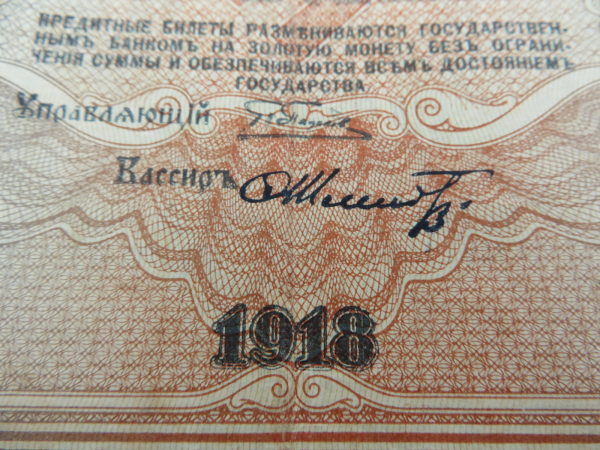 КРЕДИТНЫЕ БИЛЕТЫ РАЗМѢНИВАЮТСЯ ГОСУДАРСТВЕН-
НЫМЪ БАНКОМЪ НА ЗОЛОТУЮ МОНЕТУ БЕЗЪ ОГРАНИ-
ЧЕНІЯ СУММЫ И ОБЕЗПЕЧИВАЮТСЯ ВСѢМЪ ДОСТОЯНІЕМЪ
ГОСУДАРСТВА
Управляющій
Кассиръ
1918